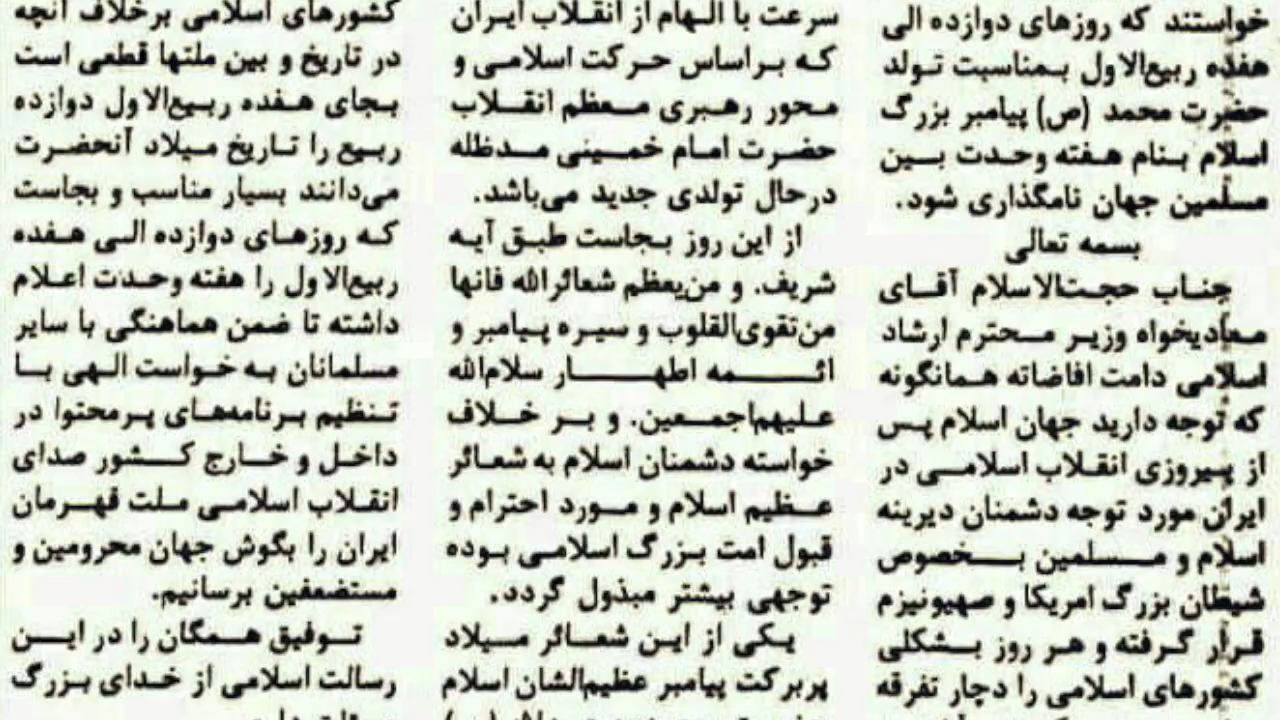 خواستند که روزهای دوازده الی
هفده ربیع‌الاول بمناسبت تولد
حضرت محمد (ص) پیامبر بزرگ
اسلام بنام هفته وحدت بین
مسلمین جهان نامگذاری شود.
بسمه تعالی
جناب حجت‌الاسلام آقای
معادیخواه وزیر محترم ارشاد
اسلامی دامت افاضاته همانگونه
که توجه دارید جهان اسلام پس
از پیروزی انقلاب اسلامی در
ایران مورد توجه دشمنان دیرینه
اسلام و مسلمین بخصوص
شیطان بزرگ امریکا و صهیونیزم
قرار گرفته و هر روز بشکلی
کشورهای اسلامی را دچار تفرقه
سرعت با الهام از انقلاب ایران
که براساس حرکت اسلامی و
محور رهبری معظم انقلاب
حضرت امام خمینی مدظله
درحال تولدی جدید می‌باشد.
از این روز بجاست طبق آیه
شریف. و من‌یعظم شعائرالله فانها
من‌تقوی‌القلوب و سیره پیامبر و
ائمه اطهار سلام‌الله
علیهم‌اجمعین. و بر خلاف
خواسته دشمنان اسلام به شعائر
عظیم اسلام و مورد احترام و
قبول امت بزرگ اسلامی بوده
توجهی بیشتر مبذول گردد.
یکی از این شعائر میلاد
پربرکت پیامبر عظیم‌الشان اسلام
کشورهای اسلامی برخلاف آنچه
در تاریخ و بین ملتها قطعی است
بجای هفده ربیع‌الاول دوازده
ربیع را تاریخ میلاد آنحضرت
می‌دانند بسیار مناسب و بجاست
که روزهای دوازده الی هفده
ربیع‌الاول را هفته وحدت اعلام
داشته تا ضمن هماهنگی با سایر
مسلمانان به خواست الهی با
تنظیم برنامه‌های پرمحتوا در
داخل و خارج کشور صدای
انقلاب اسلامی ملت قهرمان
ایران را بگوش جهان محرومین و
مستضعفین برسانیم.
توفیق همگان را در این
رسالت اسلامی از خدای بزرگ